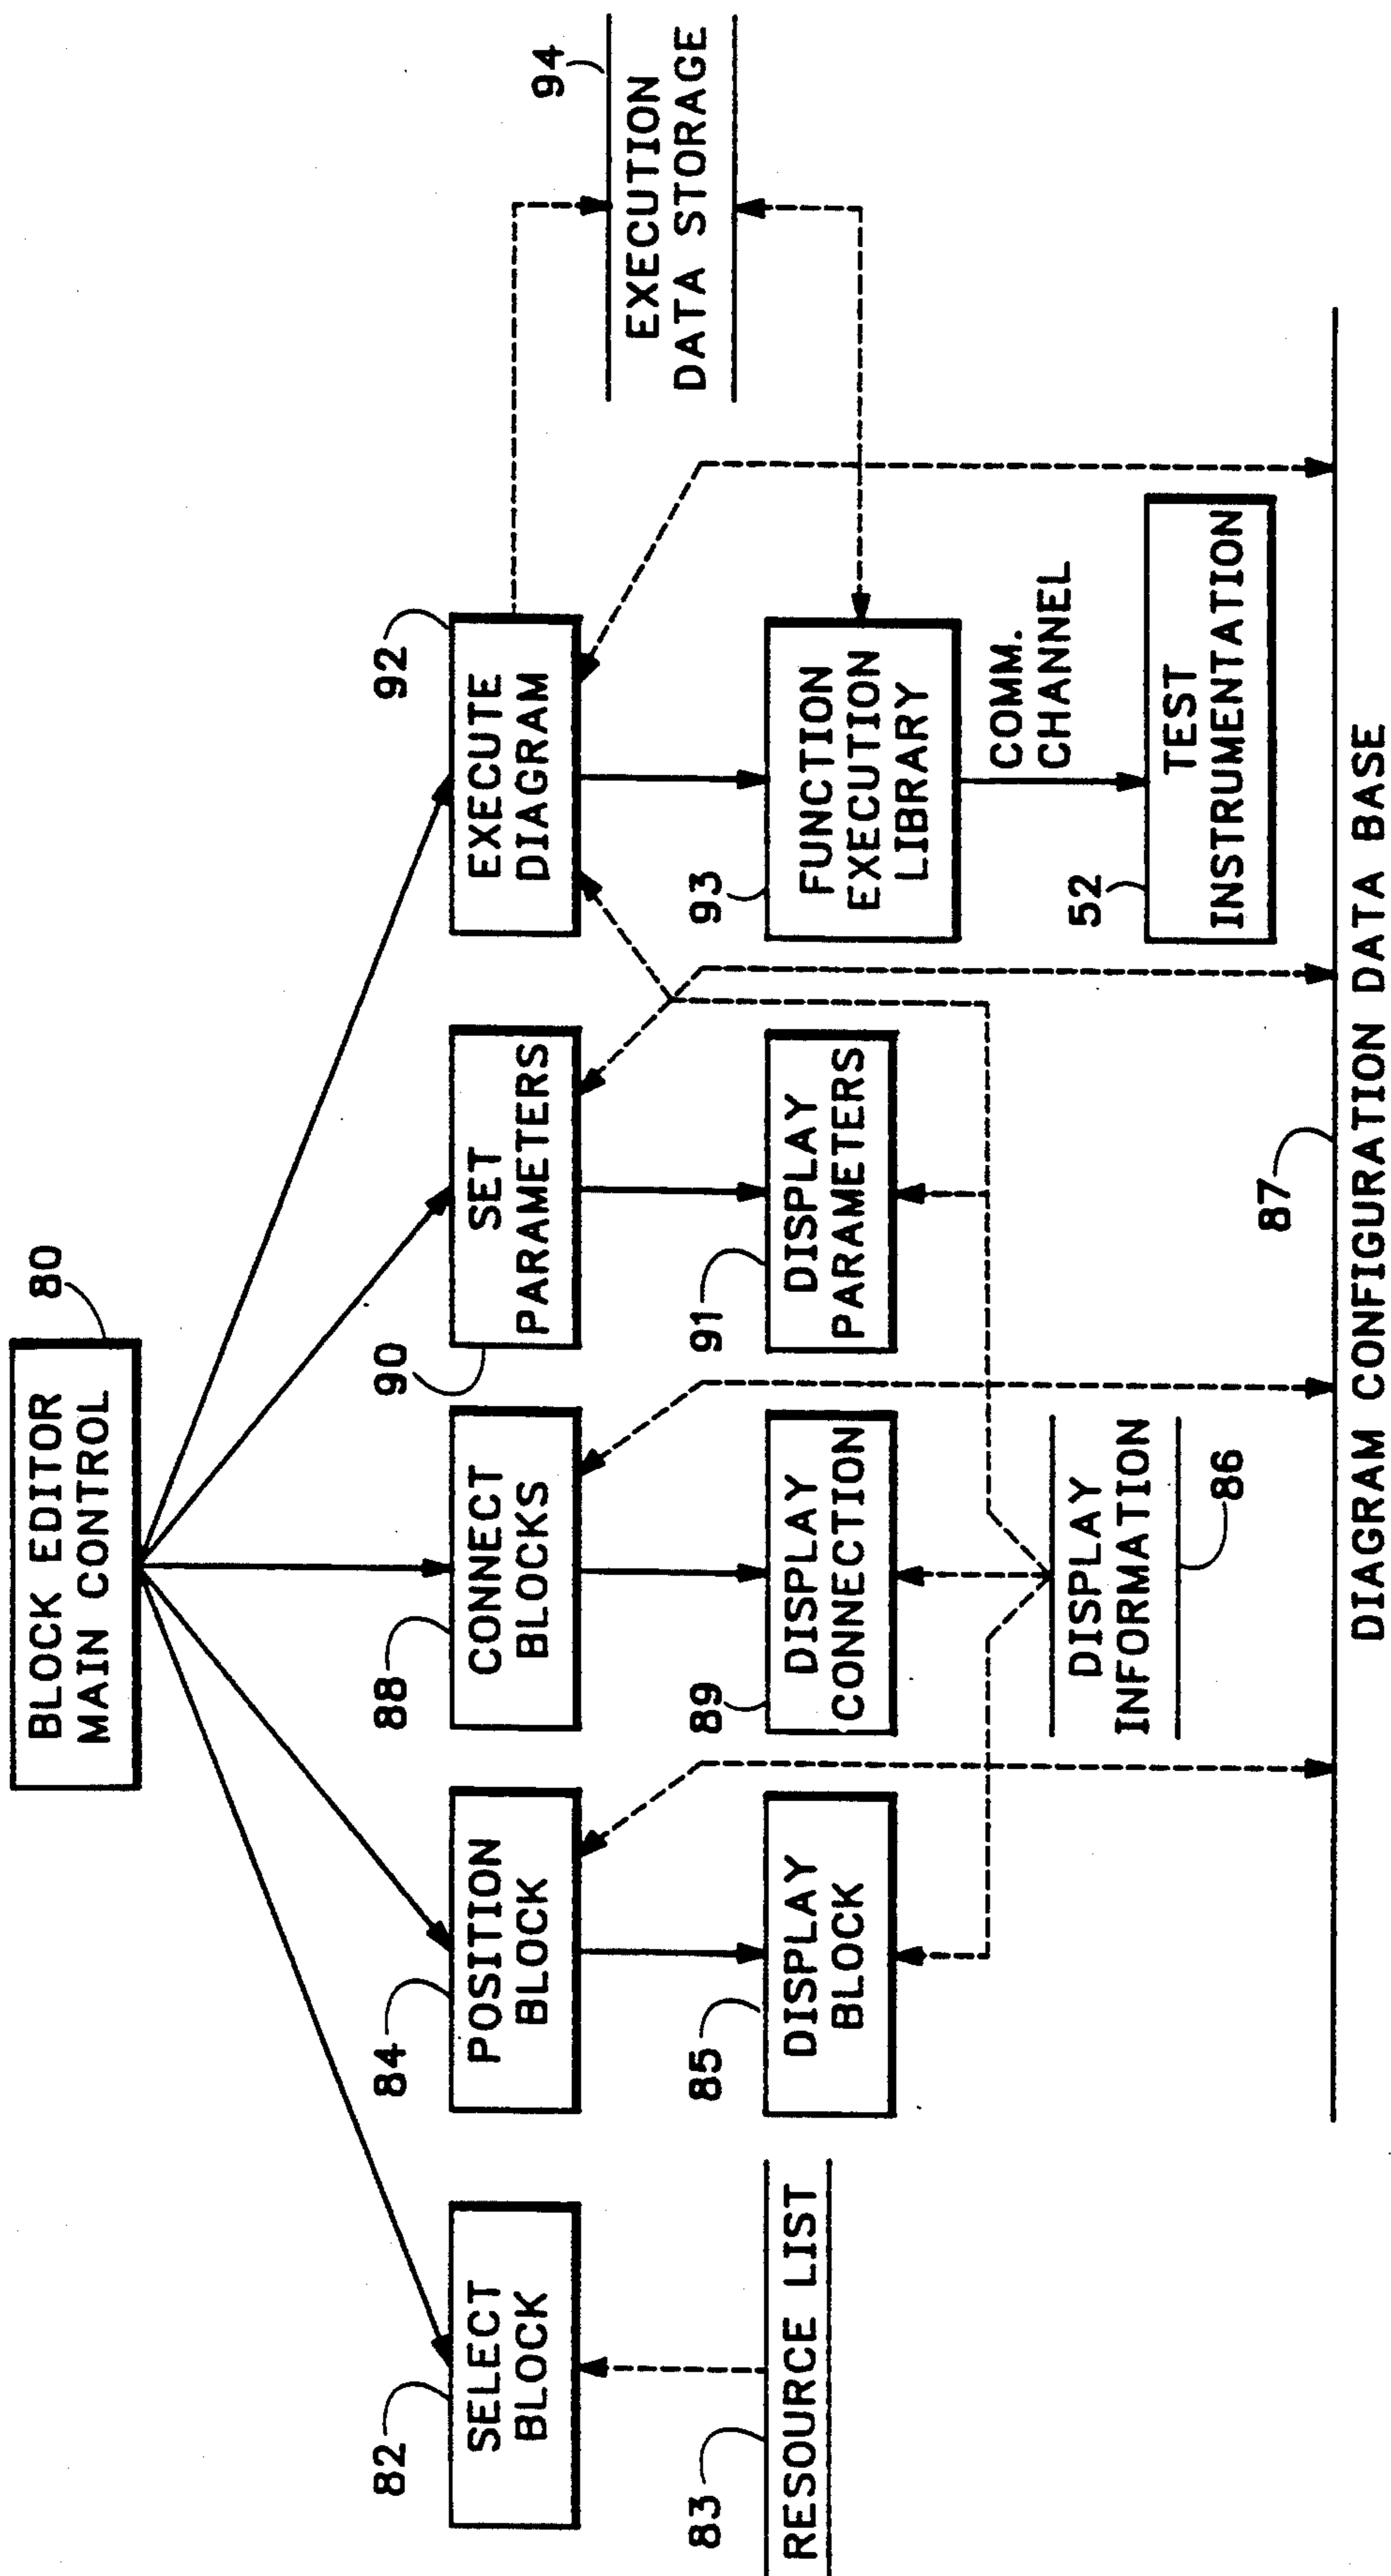 BLOCK EDITOR
MAIN CONTROL
80
82
SELECT
BLOCK
84
POSITION
BLOCK
88
CONNECT
BLOCKS
90
SET
PARAMETERS
92
EXECUTE
DIAGRAM
94
EXECUTION
DATA STORAGE
83
RESOURCE LIST
85
DISPLAY
BLOCK
89
DISPLAY
CONNECTION
91
DISPLAY
PARAMETERS
93
FUNCTION
EXECUTION
LIBRARY
COMM.
CHANNEL
DISPLAY
INFORMATION
86
52
TEST
INSTRUMENTATION
87
DIAGRAM CONFIGURATION DATA BASE